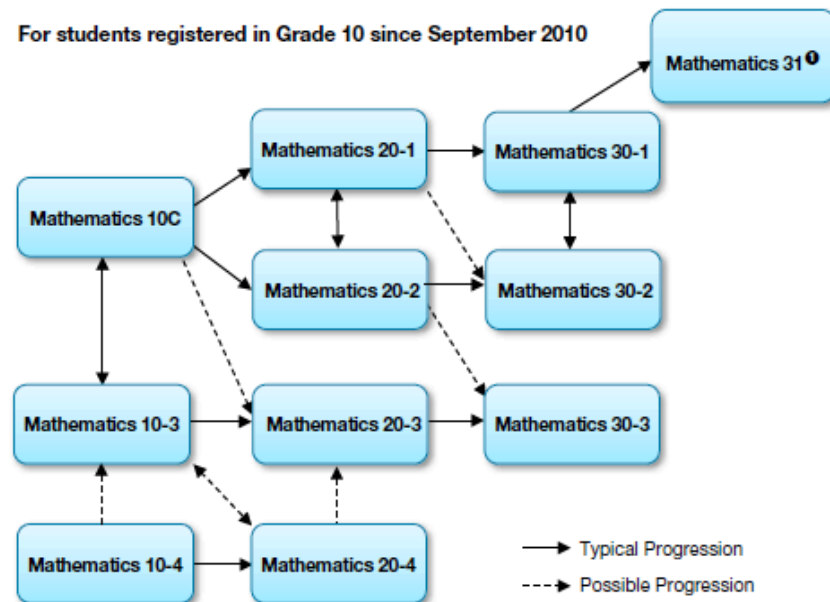 For students registered in Grade 10 since September 2010
Mathematics 31❶
Mathematics 20-1
Mathematics 30-1
Mathematics 10C
Mathematics 20-2
Mathematics 30-2
Mathematics 10-3
Mathematics 20-3
Mathematics 30-3
Mathematics 10-4
Mathematics 20-4
Typical Progression
Possible Progression